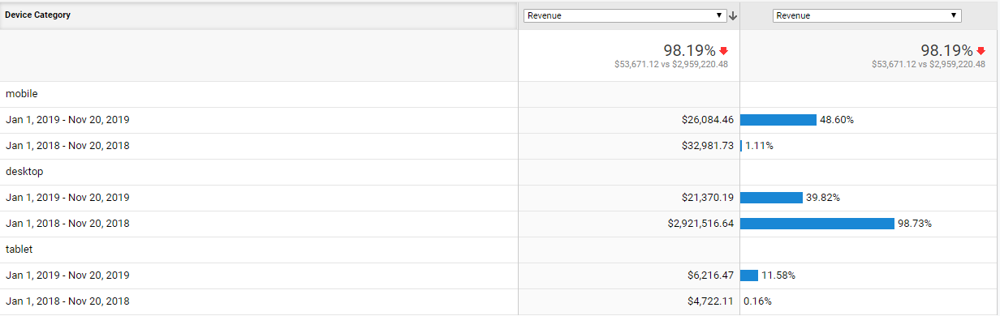 Device Category Revenue Revenue
98.19% 98.19%
$53,671.12 vs $2,959,220.48 $53,671.12 vs $2,959,220.48
mobile
Jan 1, 2019 - Nov 20, 2019 $26,084.46 48.60%
Jan 1, 2018 - Nov 20, 2018 $32,981.73 1.11%
desktop
Jan 1, 2019 - Nov 20, 2019 $21,370.19 39.82%
Jan 1, 2018 - Nov 20, 2018 $2,921,516.64 98.73%
tablet
Jan 1, 2019 - Nov 20, 2019 $6,216.47 11.58%
Jan 1, 2018 - Nov 20, 2018 $4,722.11 0.16%